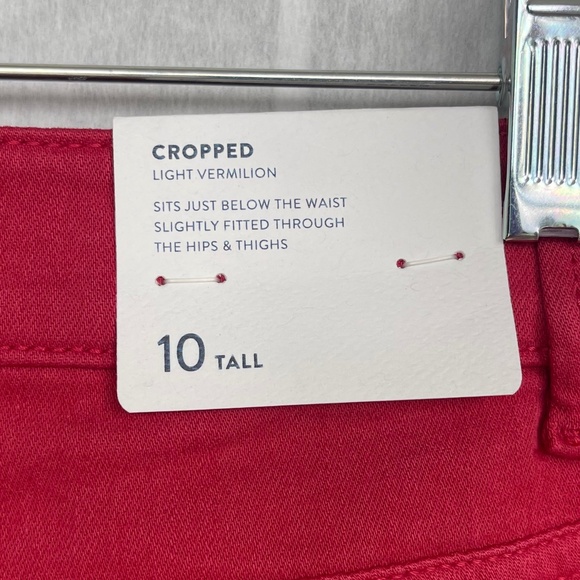 CROPPED
LIGHT VERMILION
SITS JUST BELOW THE WAIST
SLIGHTLY FITTED THROUGH
THE HIPS & THIGHS
10 TALL